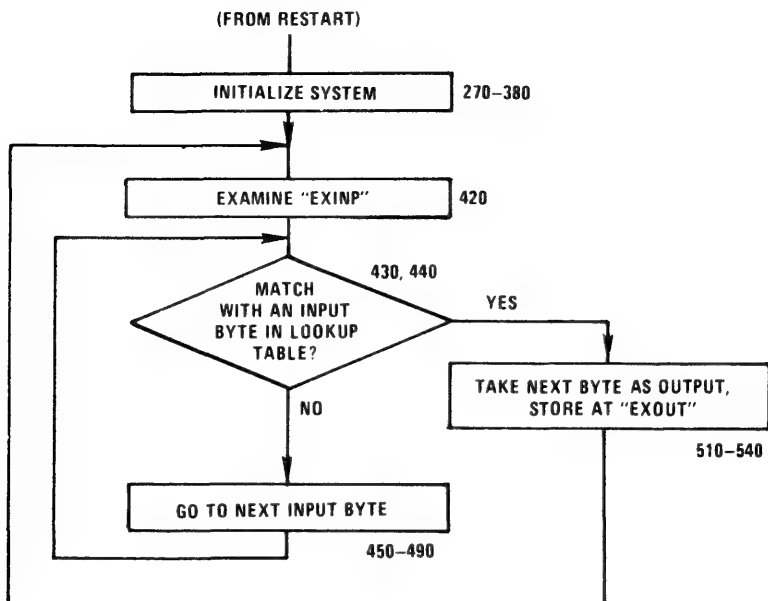 (FROM RESTART)
INITIALIZE SYSTEM 270–380
EXAMINE "EXINP" 420
430, 440
MATCH
WITH AN INPUT
BYTE IN LOOKUP
TABLE?
YES
TAKE NEXT BYTE AS OUTPUT,
STORE AT "EXOUT"
510–540
NO
GO TO NEXT INPUT BYTE
450–490